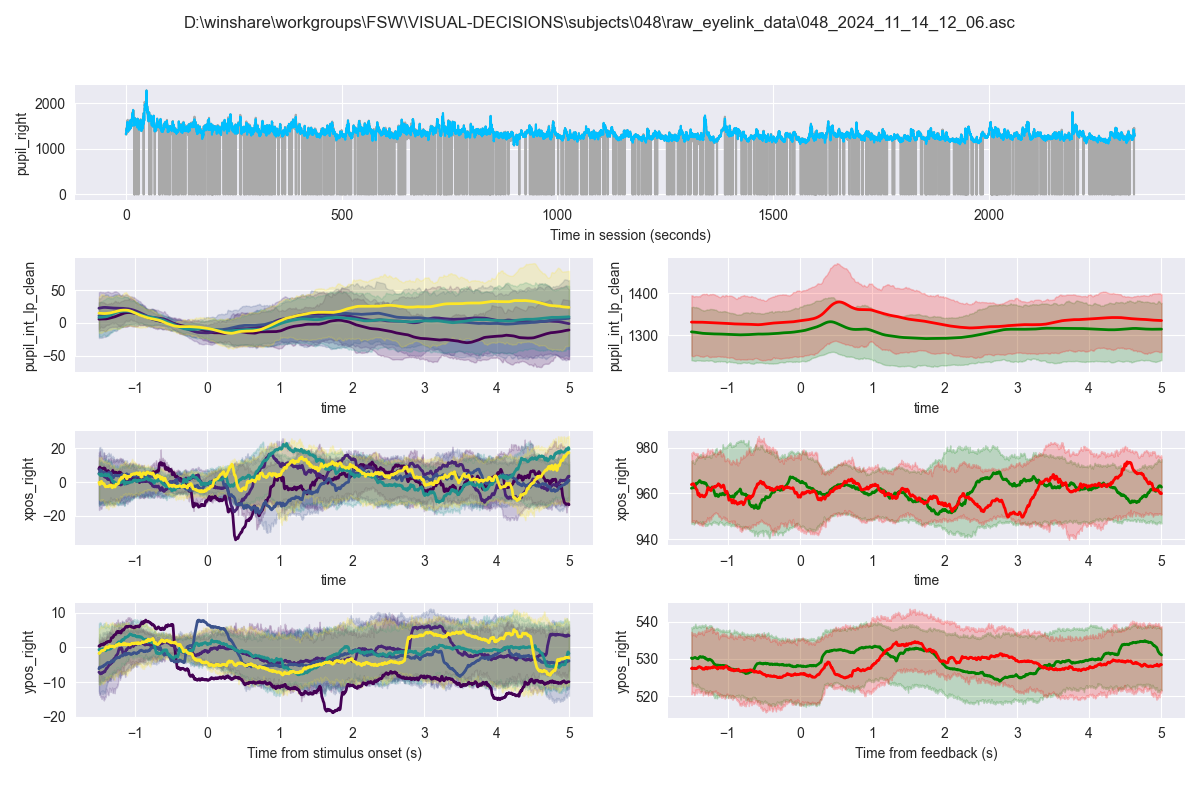 D:\winshare\workgroups\FSW\VISUAL-DECISIONS\subjects\048\raw_eyelink_data\048_2024_11_14_12_06.asc
pupil_right
2000
1000
0
0 500 1000 1500 2000
Time in session (seconds)
pupil_int_lp_clean
50
0
−50
−1 0 1 2 3 4 5
time
pupil_int_lp_clean
1400
1300
−1 0 1 2 3 4 5
time
xpos_right
20
0
−20
−1 0 1 2 3 4 5
time
xpos_right
980
960
940
−1 0 1 2 3 4 5
time
ypos_right
10
0
−10
−20
−1 0 1 2 3 4 5
Time from stimulus onset (s)
ypos_right
540
530
520
−1 0 1 2 3 4 5
Time from feedback (s)